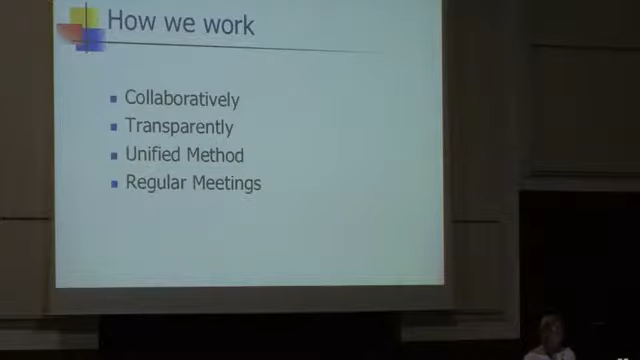 How we work
Collaboratively
Transparently
Unified Method
Regular Meetings